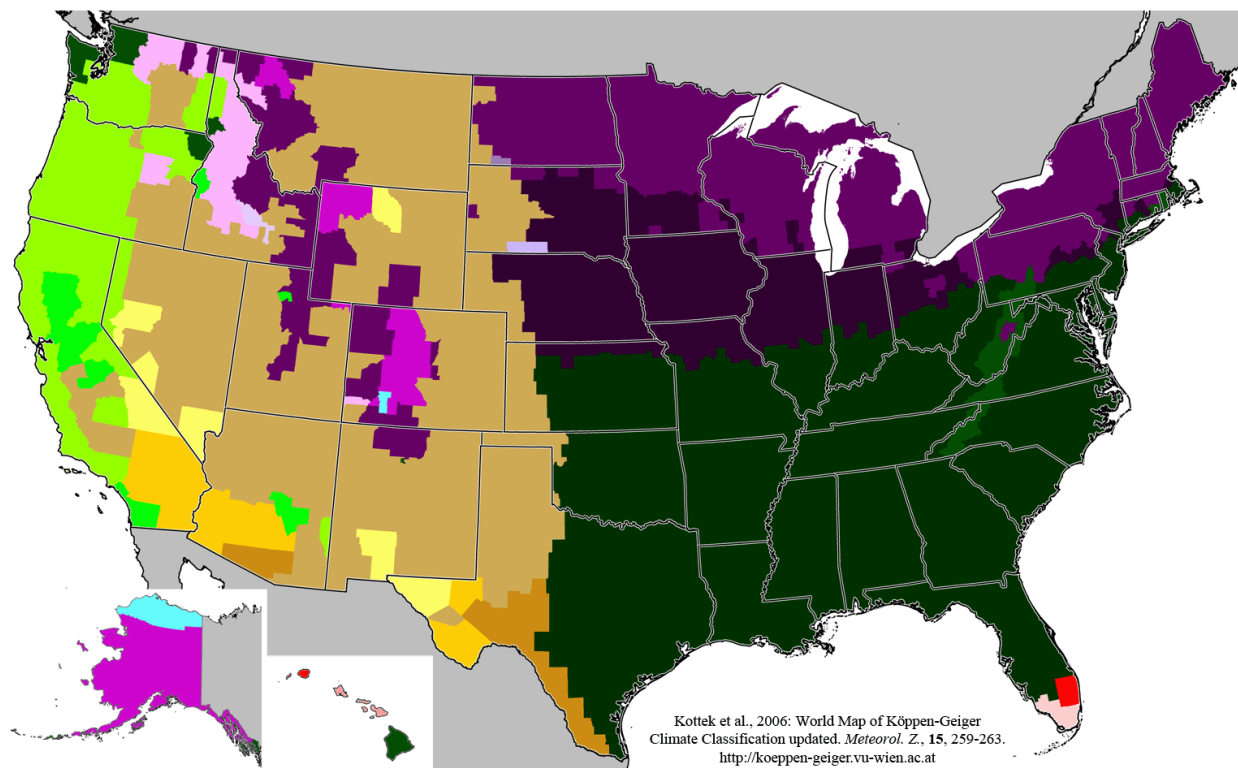 Kottek et al., 2006: World Map of Köppen-Geiger
Climate Classification updated. Meteorol. Z., 15, 259-263.
http://koeppen-geiger.vu-wien.ac.at